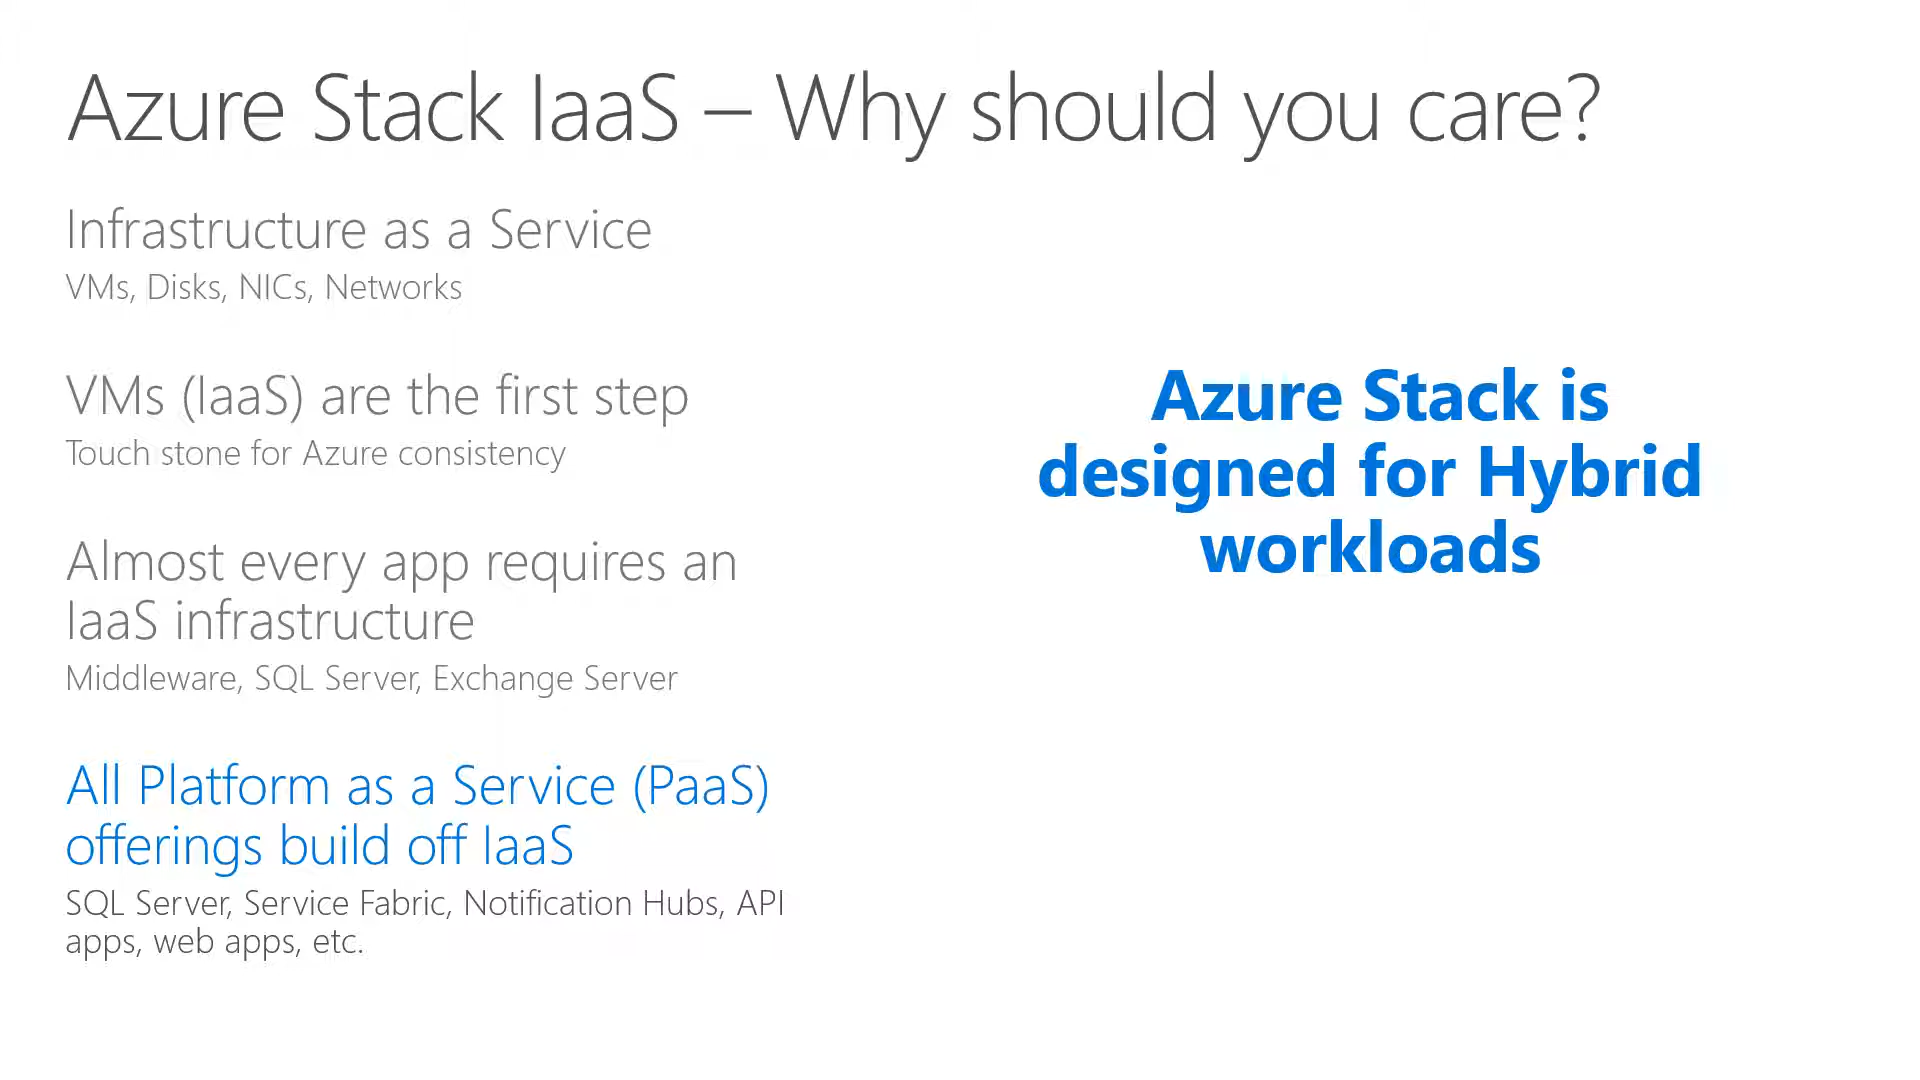 Azure Stack IaaS – Why should you care?
Infrastructure as a Service
VMs, Disks, NICs, Networks
VMs (IaaS) are the first step
Touch stone for Azure consistency
Almost every app requires an
IaaS infrastructure
Middleware, SQL Server, Exchange Server
All Platform as a Service (PaaS)
offerings build off IaaS
SQL Server, Service Fabric, Notification Hubs, API
apps, web apps, etc.
Azure Stack is
designed for Hybrid
workloads